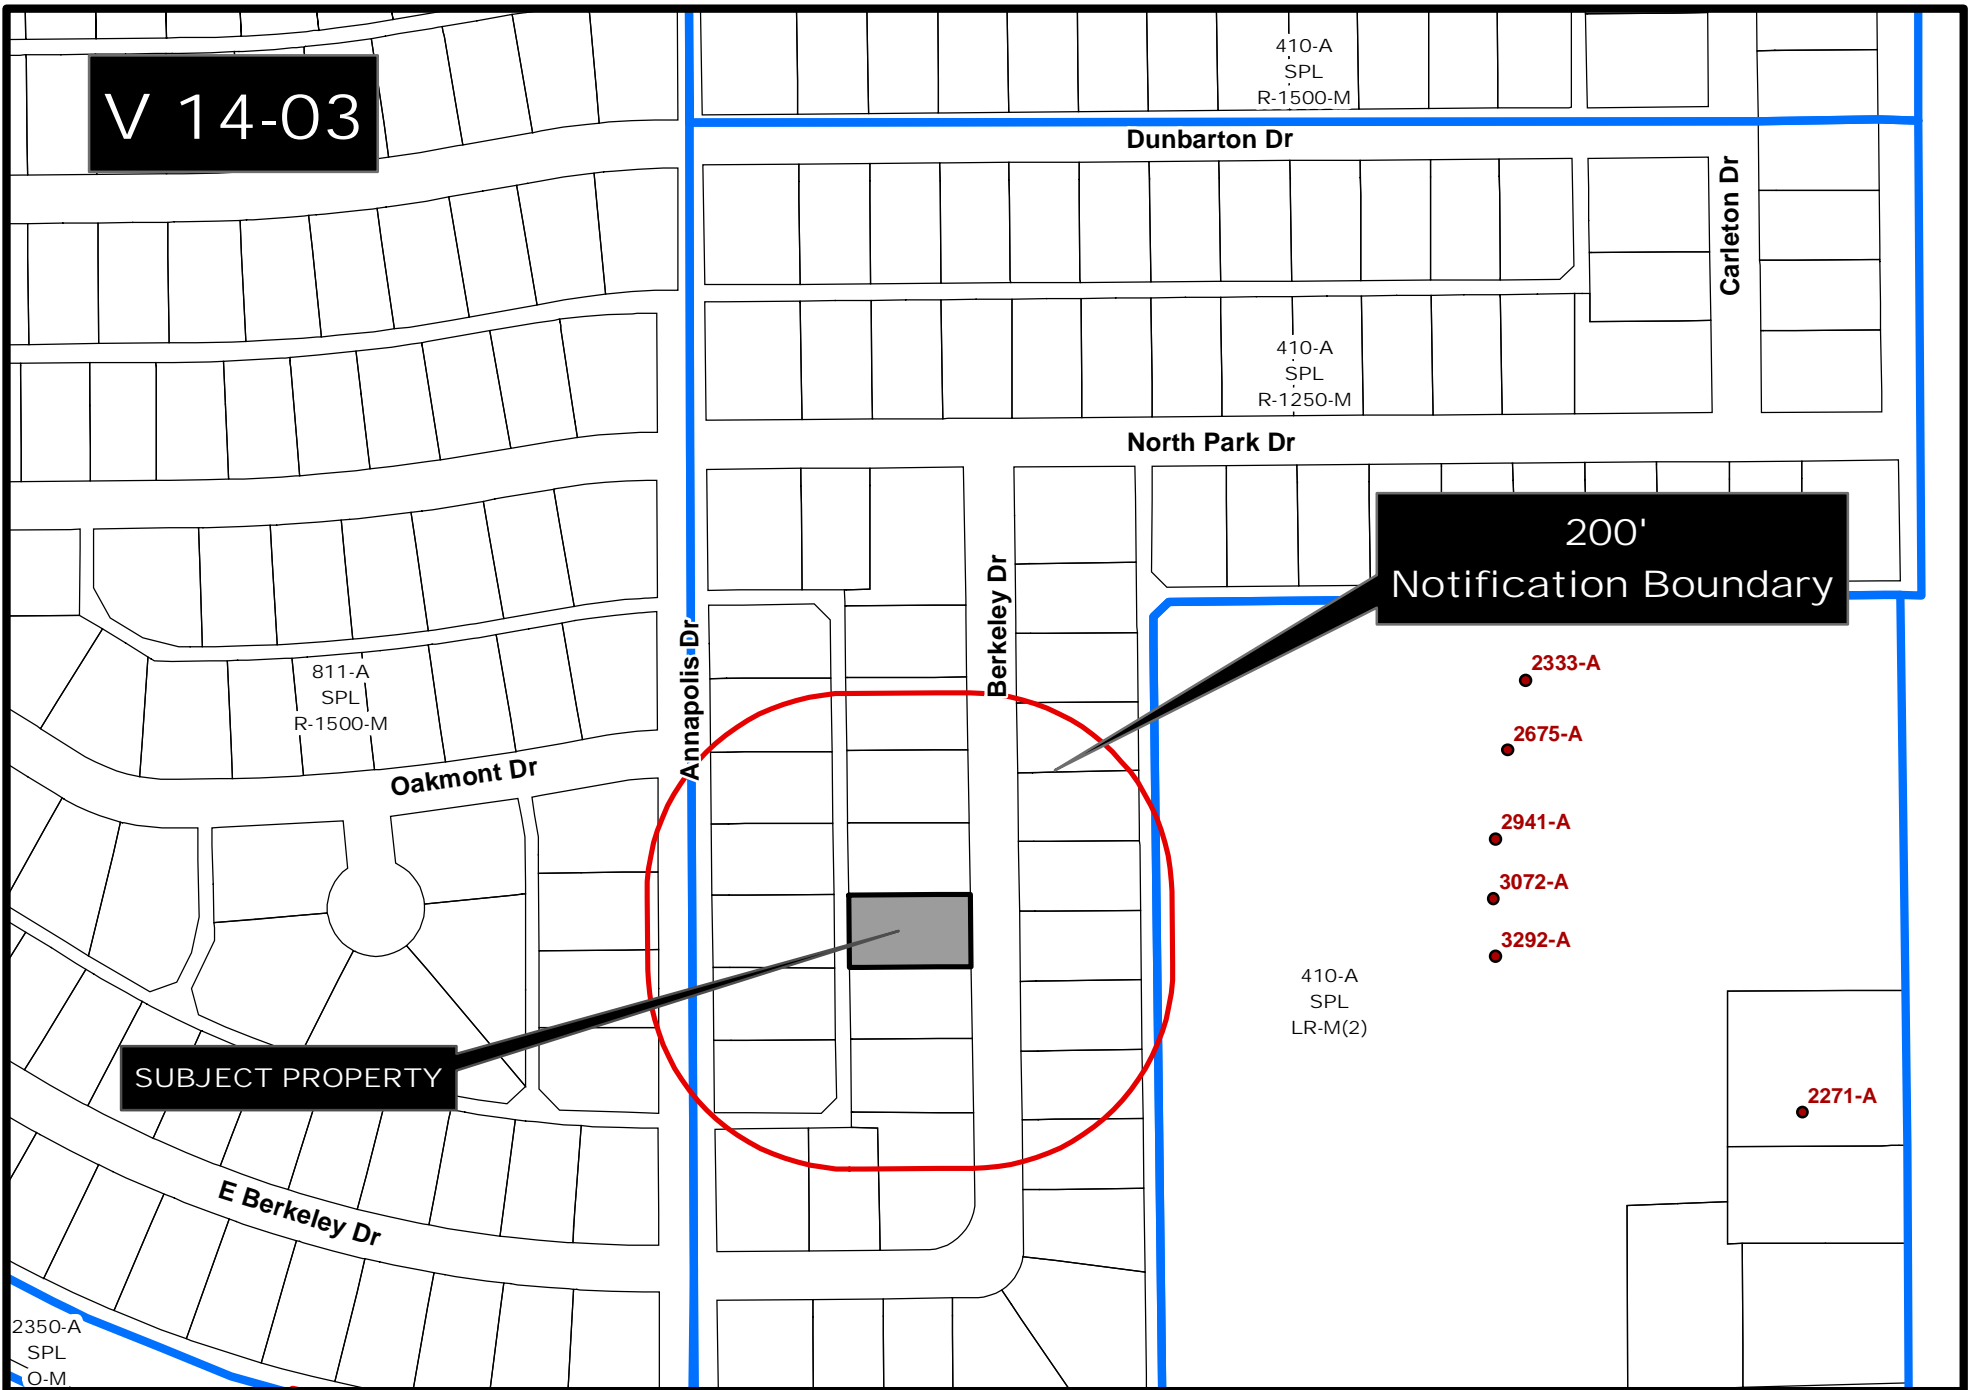 410-A
SPL
R-1500-M
V 14-03
Dunbarton Dr
Carleton Dr
410-A
SPL
R-1250-M
North Park Dr
200'
Notification Boundary
Berkeley Dr
Annapolis Dr
811-A
SPL
R-1500-M
2333-A
2675-A
Oakmont Dr
2941-A
3072-A
3292-A
410-A
SPL
LR-M(2)
SUBJECT PROPERTY
2271-A
E Berkeley Dr
2350-A
SPL
O-M